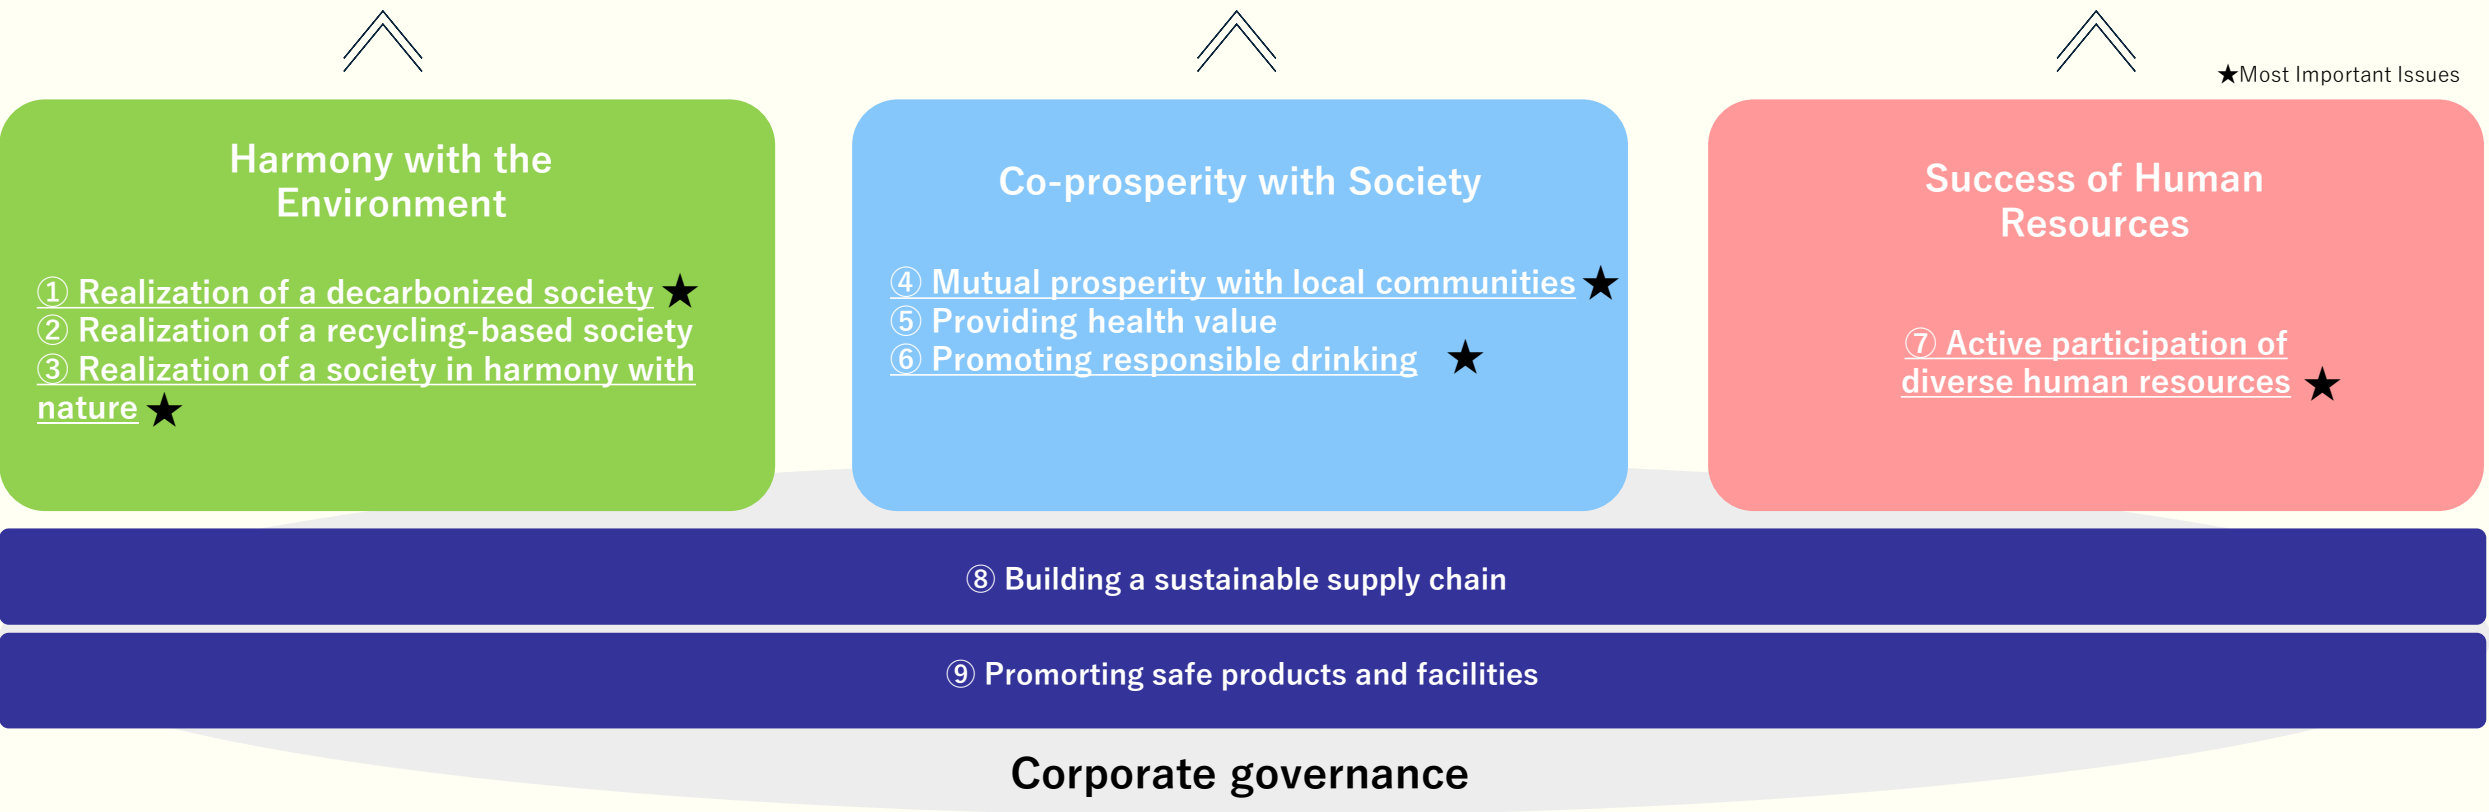 ★Most Important Issues
Harmony with the
Environment
① Realization of a decarbonized society ★
② Realization of a recycling-based society
③ Realization of a society in harmony with
nature ★
Co-prosperity with Society
④ Mutual prosperity with local communities ★
⑤ Providing health value
⑥ Promoting responsible drinking ★
Success of Human
Resources
⑦ Active participation of
diverse human resources ★
⑧ Building a sustainable supply chain
⑨ Promorting safe products and facilities
Corporate governance